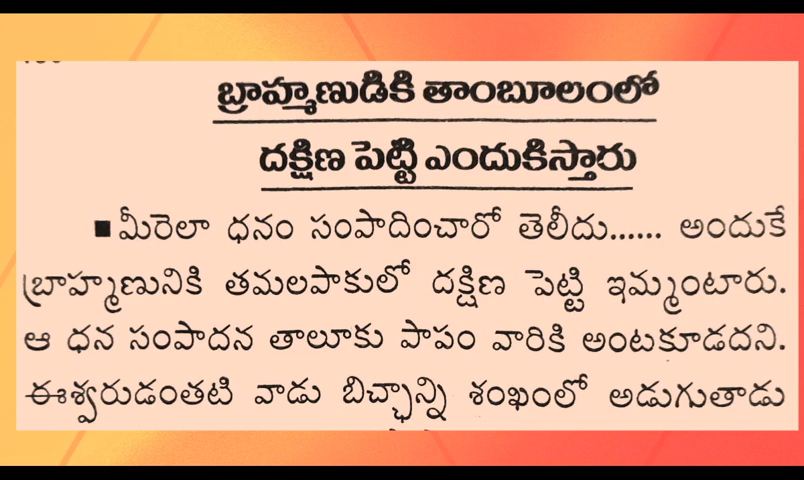 బ్రాహ్మణుడికి తాంబూలంలో
దక్షిణ పెట్టి ఎందుకిస్తారు
■ మీరెలా ధనం సంపాదించారో తెలీదు...... అందుకే
బ్రాహ్మణునికి తమలపాకులో దక్షిణ పెట్టి ఇమ్మంటారు.
ఆ ధన సంపాదన తాలూకు పాపం వారికి అంటకూడదని.
ఈశ్వరుడంతటి వాడు బిచ్ఛాన్ని శంఖంలో అడుగుతాడు